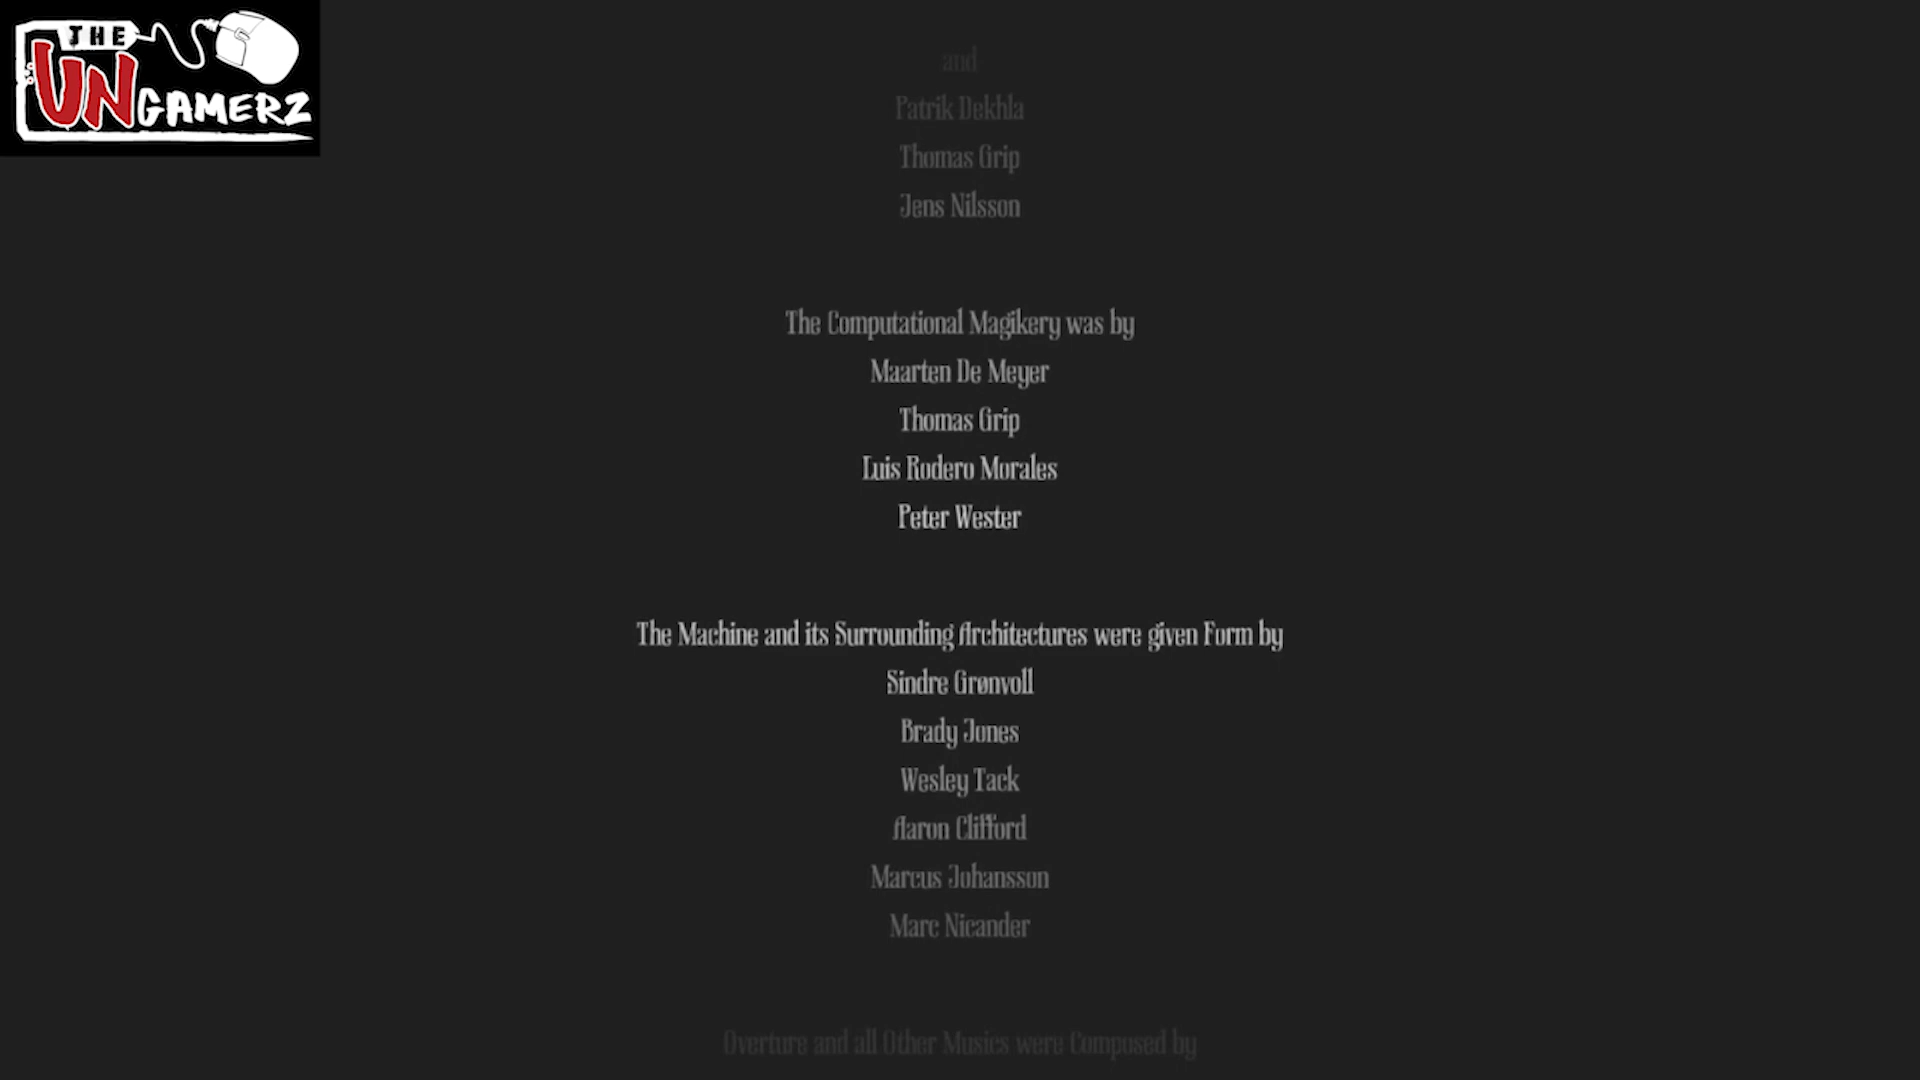 THE
UNGAMERZ
and
Patrik Dekhla
Thomas Grip
Jens Nilsson
The Computational Magikery was by
Maarten De Meyer
Thomas Grip
Luis Rodero Morales
Peter Wester
The Machine and its Surrounding Architectures were given Form by
Sindre Grønvoll
Brady Jones
Wesley Tack
Aaron Clifford
Marcus Johansson
Marc Nicander
Overture and all Other Musics were Composed by